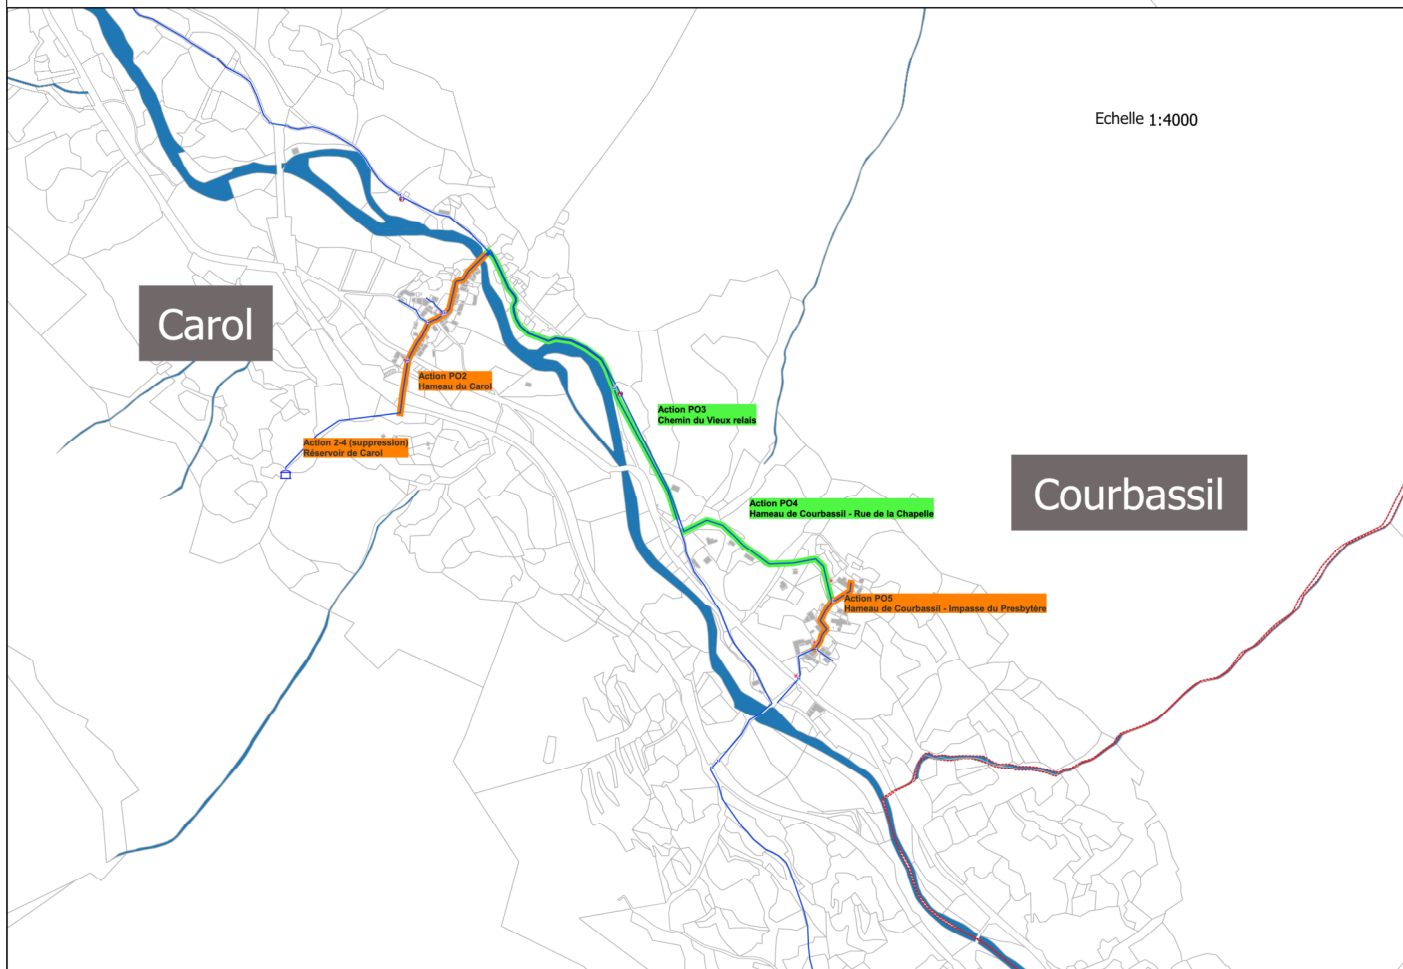 Echelle 1:4000
Carol
Action PO2
Hameau du Carol
Action PO3
Chemin du Vieux relais
Action 2-4 (suppression)
Réservoir de Carol
Courbassil
Action PO4
Hameau de Courbassil - Rue de la Chapelle
Action PO5
Hameau de Courbassil - Impasse du Presbytère